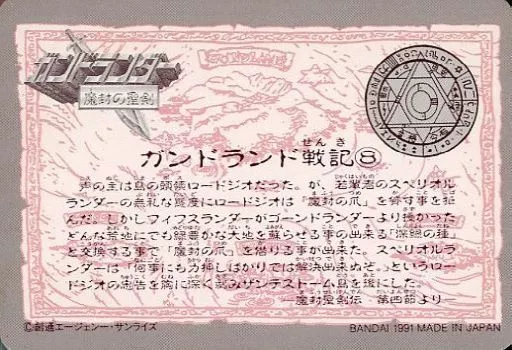 ガンドランダー
魔封の聖剣
ガンドランド戦記⑧
声の主は鳥の頭領ロードジオだった。が、若輩者のスペリオル
ランダーの無礼な態度にロードジオは「魔封の爪」を脅す事を拒
んだ。しかしフィフスランダーがゴーンドランダーより授かった
どんな荒地にでも緑豊かな大地を蘇らせる事の出来る「深緑の種」
と交換する事で「魔封の爪」を借りる事が出来た。スペリオルラ
ンダーは「何事にも力押しばかりでは解決出来ぬぞ。」というロー
ドジオの忠告を胸に深く刻みザンテストーム島を後にした。
―魔封聖剣伝 第四節より―
©創通エージェンシー・サンライズ
BANDAI 1991 MADE IN JAPAN